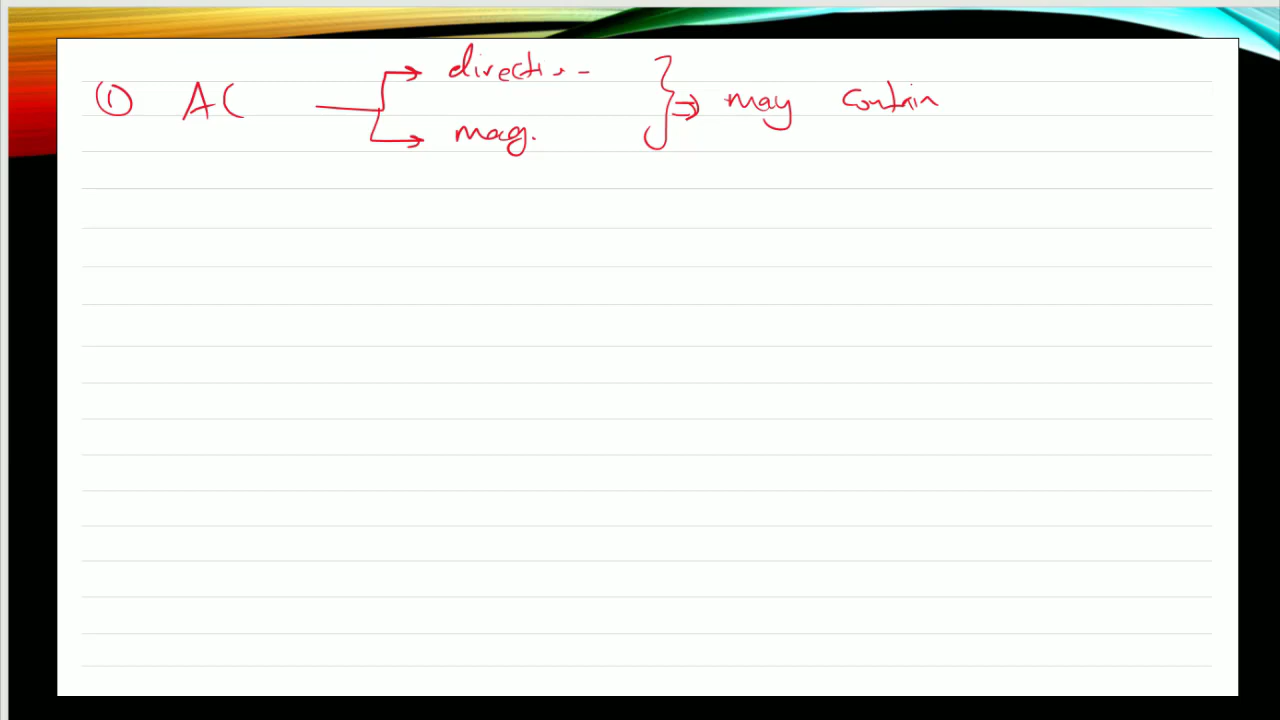 ① AC direction
mag.
⇒ may contain